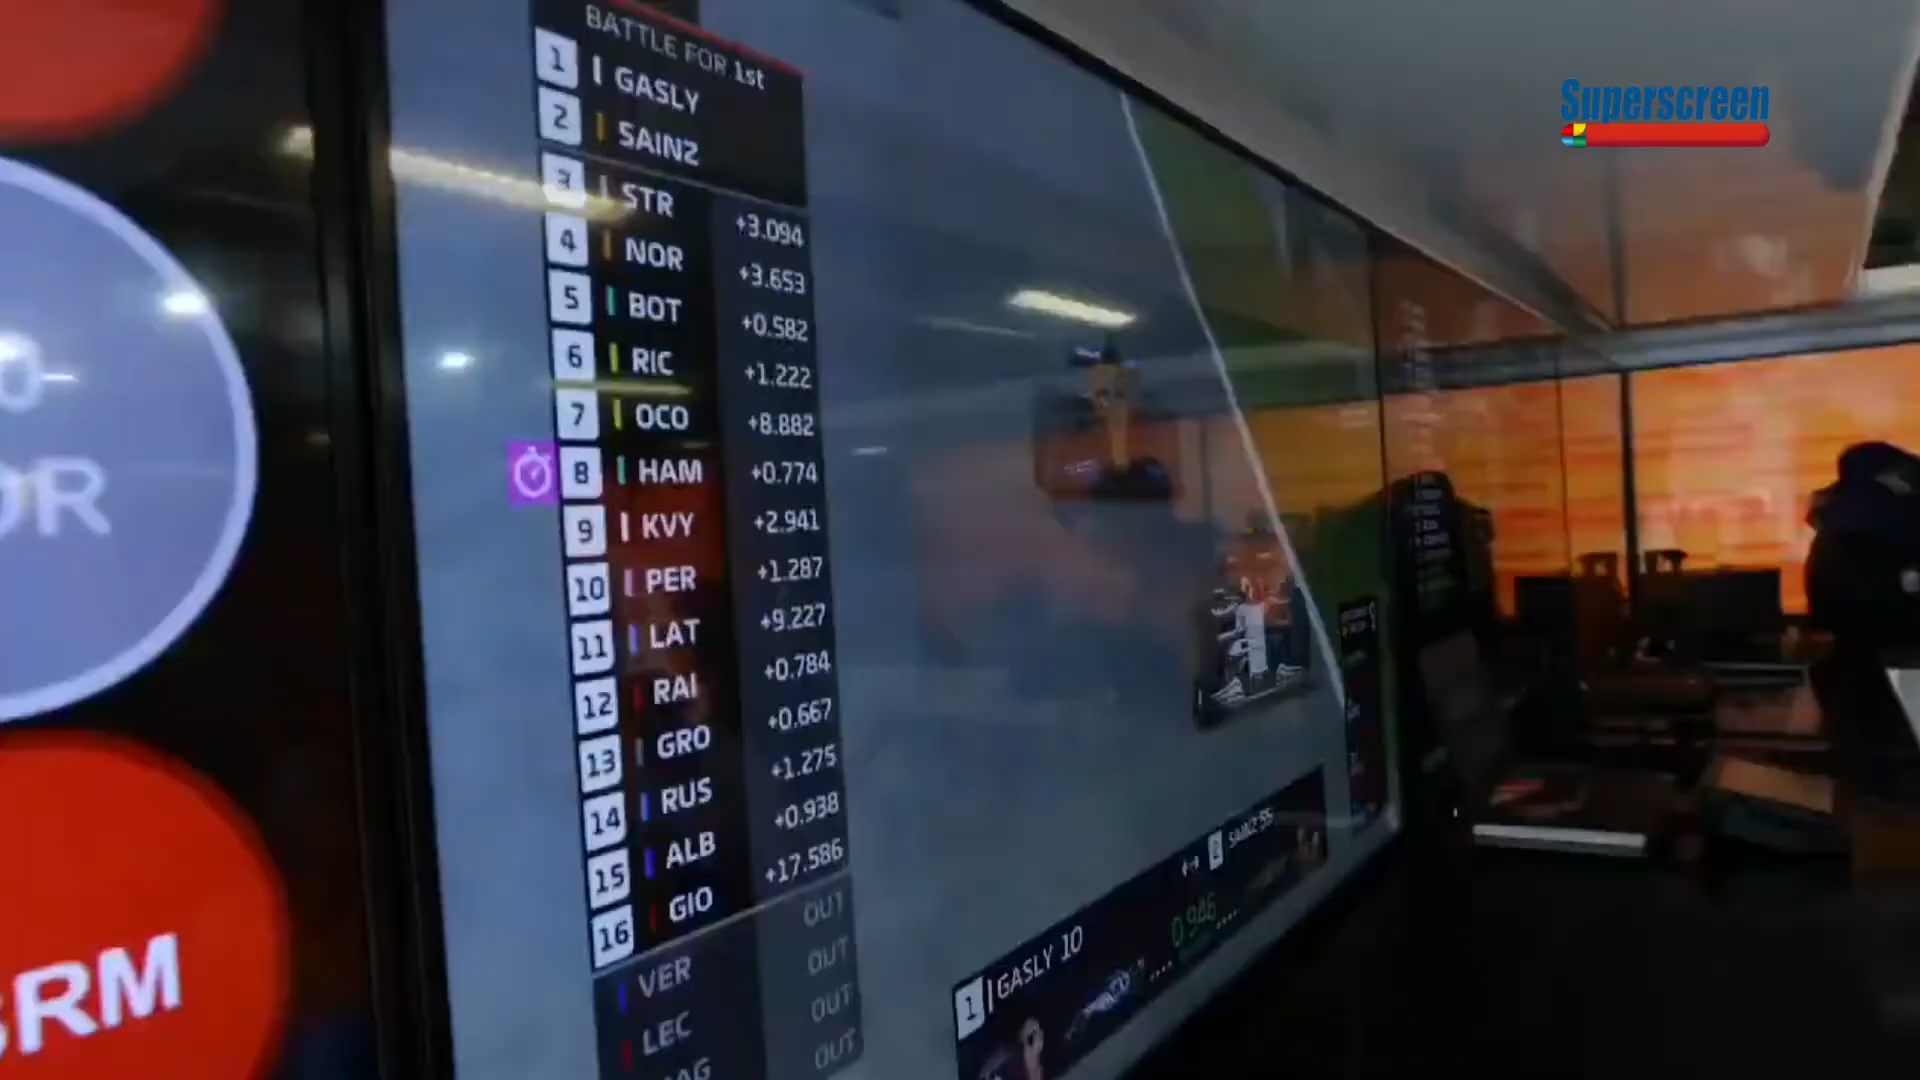 Superscreen
BATTLE FOR 1st
1 GASLY
2 SAINZ
3 STR +3.094
4 NOR +3.653
5 BOT +0.582
6 RIC +1.222
7 OCO +8.882
8 HAM +0.774
9 KVY +2.941
10 PER +1.287
11 LAT +9.227
12 RAI +0.784
13 GRO +0.667
14 RUS +1.275
15 ALB +0.938
16 GIO +17.586
VER OUT
LEC OUT
OUT
OUT
1 GASLY 10
0.946
2 SAINZ 55